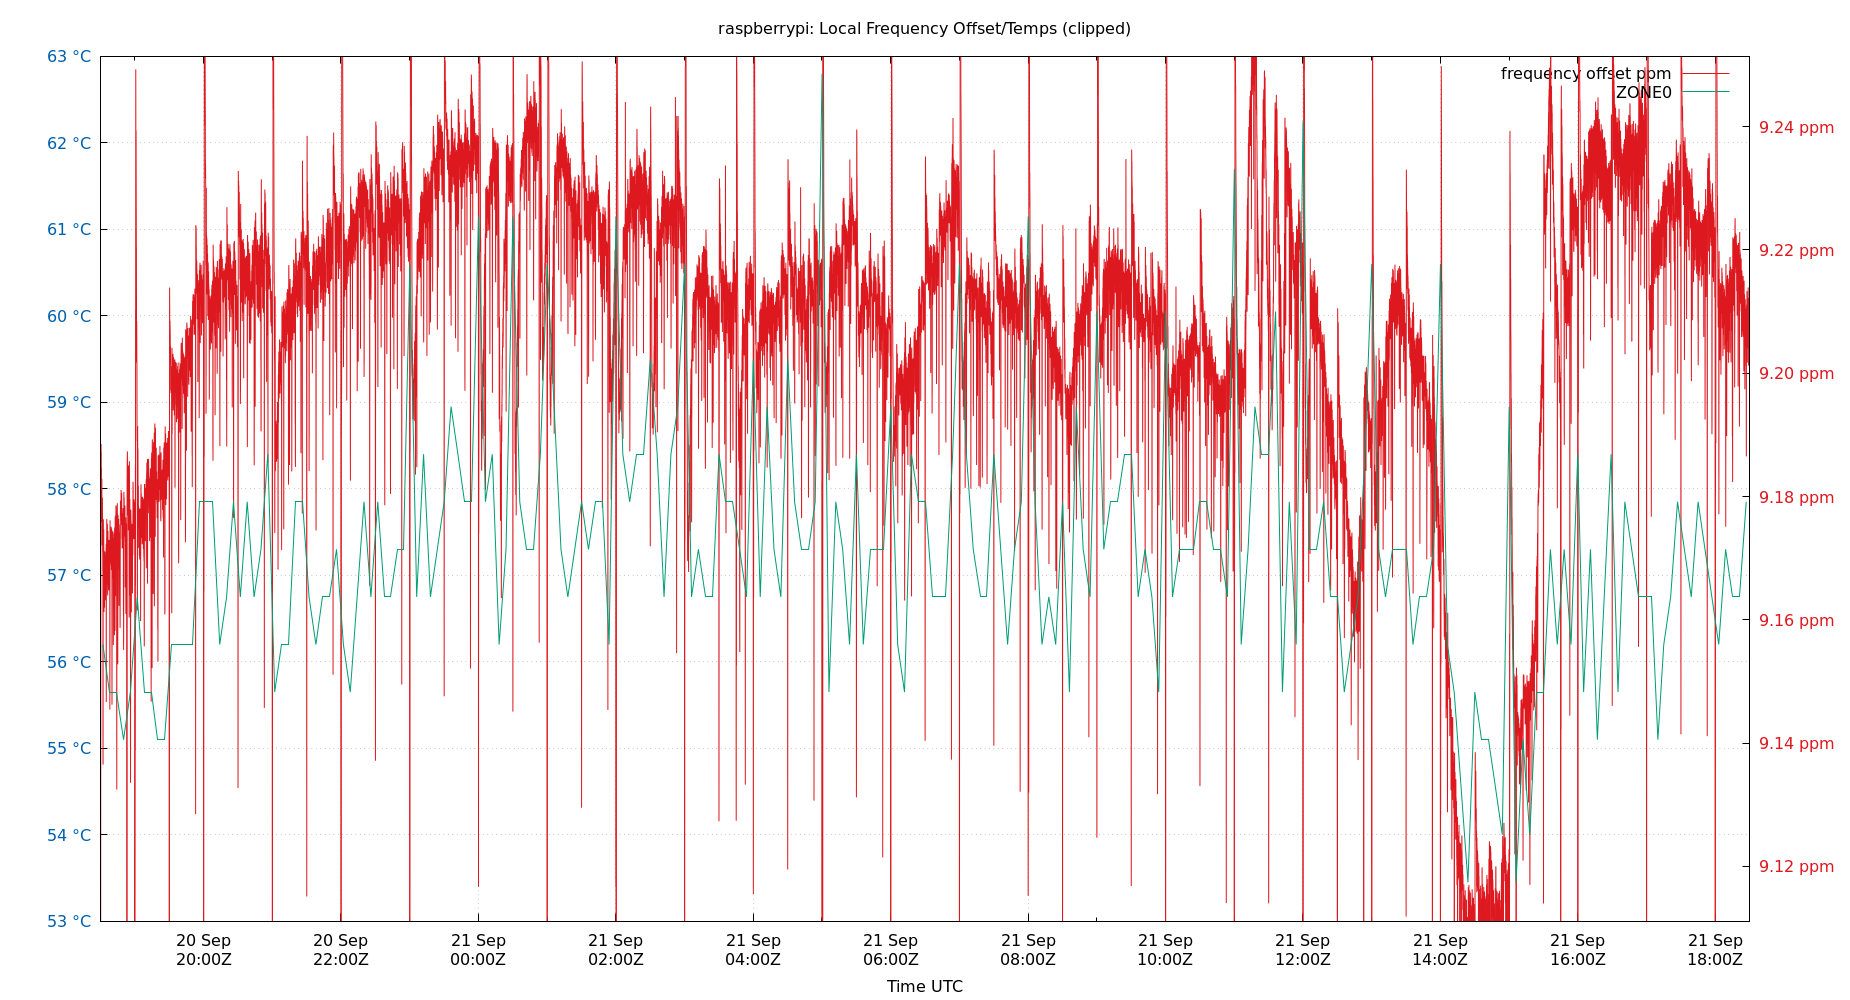 raspberrypi: Local Frequency Offset/Temps (clipped)
63 °C
62 °C
61 °C
60 °C
59 °C
58 °C
57 °C
56 °C
55 °C
54 °C
53 °C
frequency offset ppm
ZONE0
9.24 ppm
9.22 ppm
9.20 ppm
9.18 ppm
9.16 ppm
9.14 ppm
9.12 ppm
20 Sep
20:00Z
20 Sep
22:00Z
21 Sep
00:00Z
21 Sep
02:00Z
21 Sep
04:00Z
21 Sep
06:00Z
21 Sep
08:00Z
21 Sep
10:00Z
21 Sep
12:00Z
21 Sep
14:00Z
21 Sep
16:00Z
21 Sep
18:00Z
Time UTC